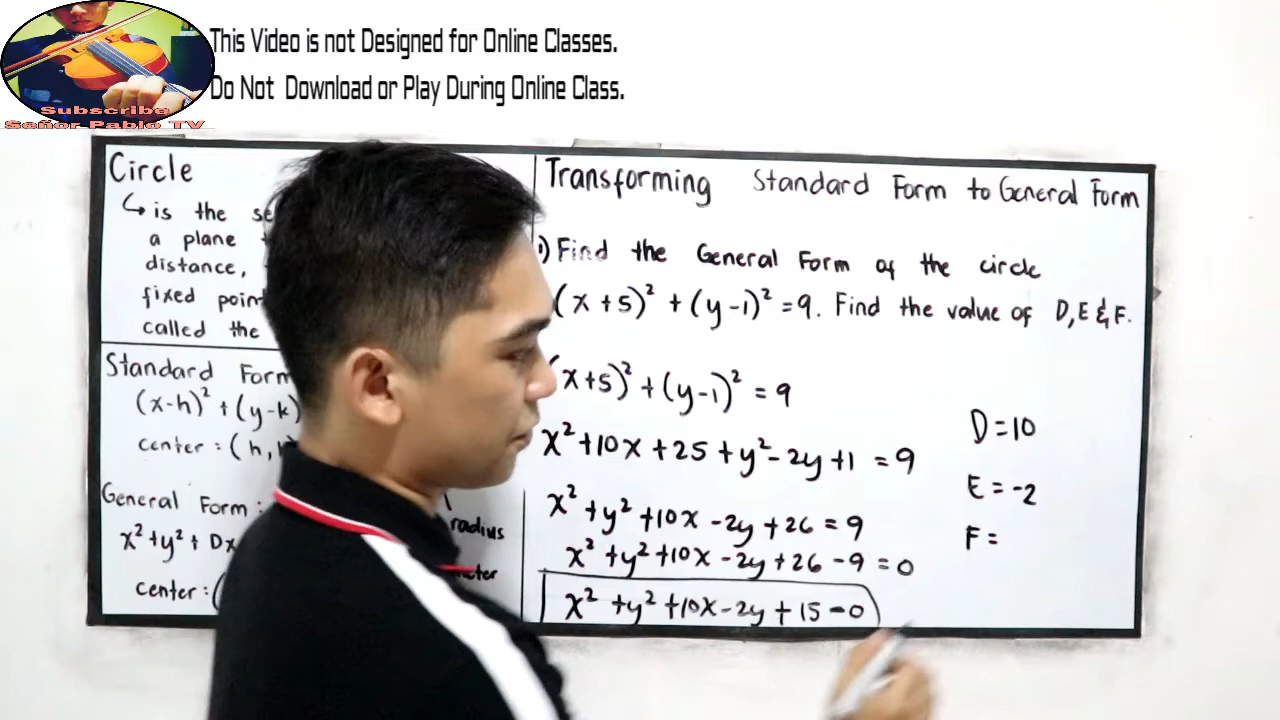 This Video is not Designed for Online Classes.
Do Not Download or Play During Online Class.
Subscribe
Señor Pablo TV
Circle
↳ is the
a plane
distance,
fixed
called the
Standard
(x-h)² + (y-k)
center : (h,
General Form :
x² + y² + Dx
center : (
radius
Transforming Standard Form to General Form
1) Find the General Form of the circle
(x+5)² + (y-1)² = 9. Find the value of D, E & F.
(x+5)² + (y-1)² = 9
x² + 10x + 25 + y² - 2y + 1 = 9
x² + y² + 10x - 2y + 26 = 9
x² + y² + 10x - 2y + 26 - 9 = 0
x² + y² + 10x - 2y + 15 = 0
D = 10
E = -2
F =